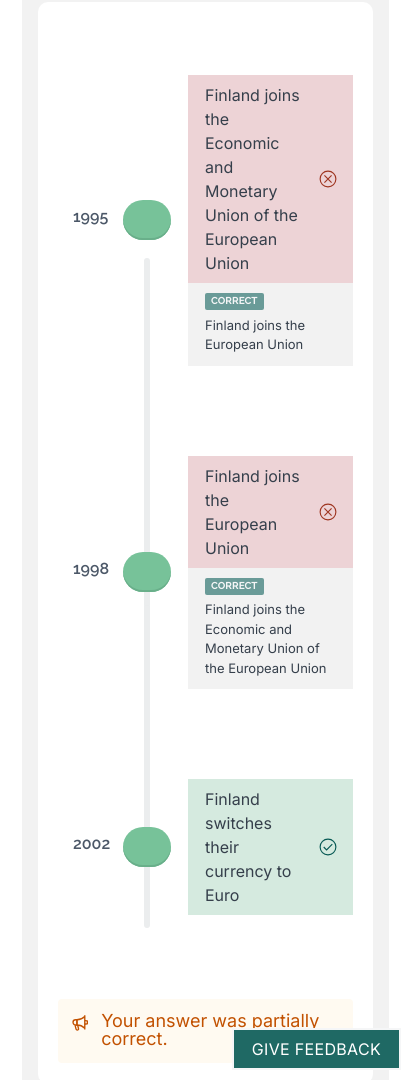 Finland joins
the
Economic
and
Monetary
Union of the
European
Union
1995
CORRECT
Finland joins the
European Union
Finland joins
the
European
Union
1998
CORRECT
Finland joins the
Economic and
Monetary Union of
the European Union
Finland
switches
their
currency to
Euro
2002
Your answer was partially
correct.
GIVE FEEDBACK